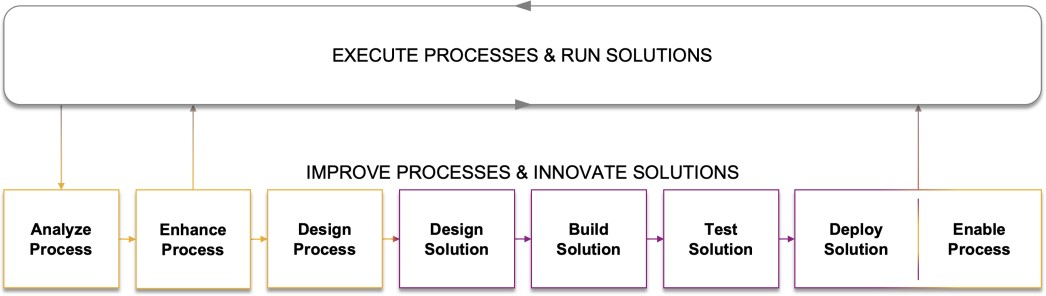 EXECUTE PROCESSES & RUN SOLUTIONS
IMPROVE PROCESSES & INNOVATE SOLUTIONS
Analyze
Process
Enhance
Process
Design
Process
Design
Solution
Build
Solution
Test
Solution
Deploy
Solution
Enable
Process